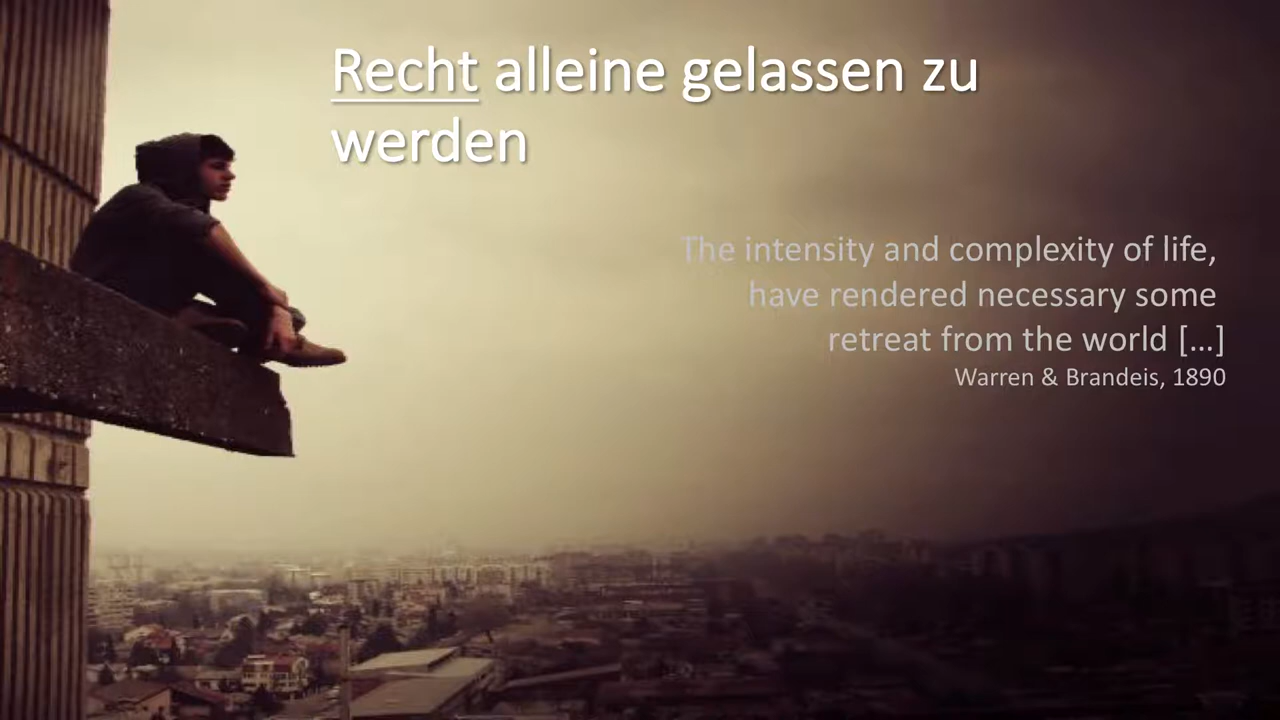 Recht alleine gelassen zu
werden
The intensity and complexity of life,
have rendered necessary some
retreat from the world […]
Warren & Brandeis, 1890